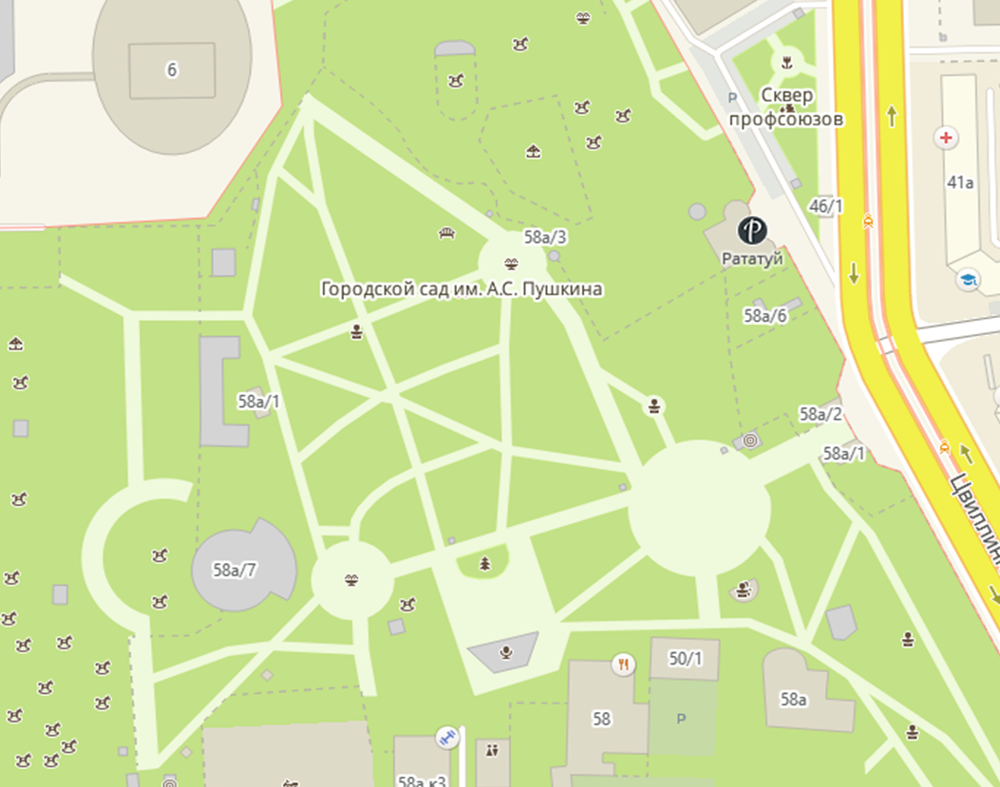 6
Сквер
профсоюзов
P
41а
46/1
58а/3
Рататуй
Городской сад им. А.С. Пушкина
58а/6
58а/1
58а/2
58а/1
Цвиллин
58а/7
50/1
58
P
58а
58а к3